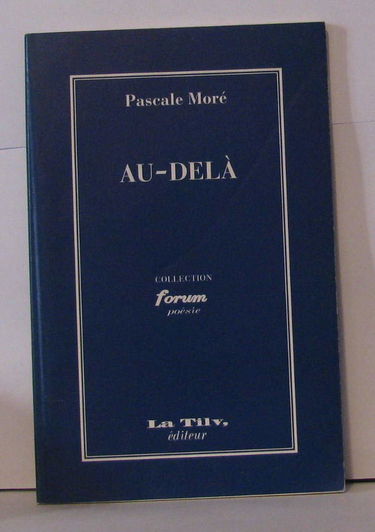 Pascale Moré
AU-DELÀ
COLLECTION
forum
poésie
La Tilv,
éditeur